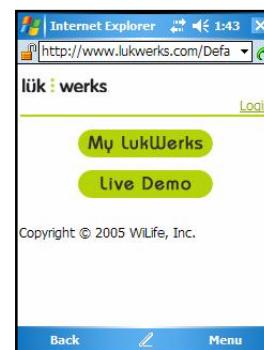 Internet Explorer 1:43
http://www.lukwerks.com/Defa
lük werks
Logi
My LukWerks
Live Demo
Copyright © 2005 WiLife, Inc.
Back Menu